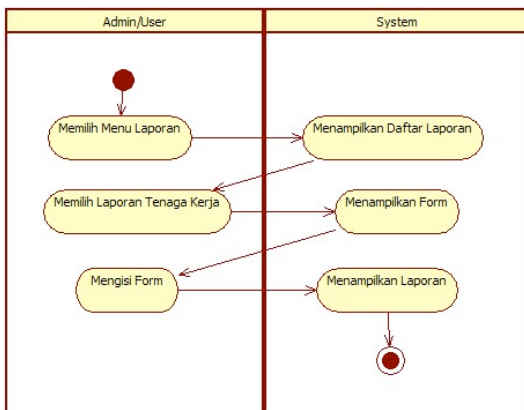 Admin/User
System
Memilih Menu Laporan
Menampilkan Daftar Laporan
Memilih Laporan Tenaga Kerja
Menampilkan Form
Mengisi Form
Menampilkan Laporan